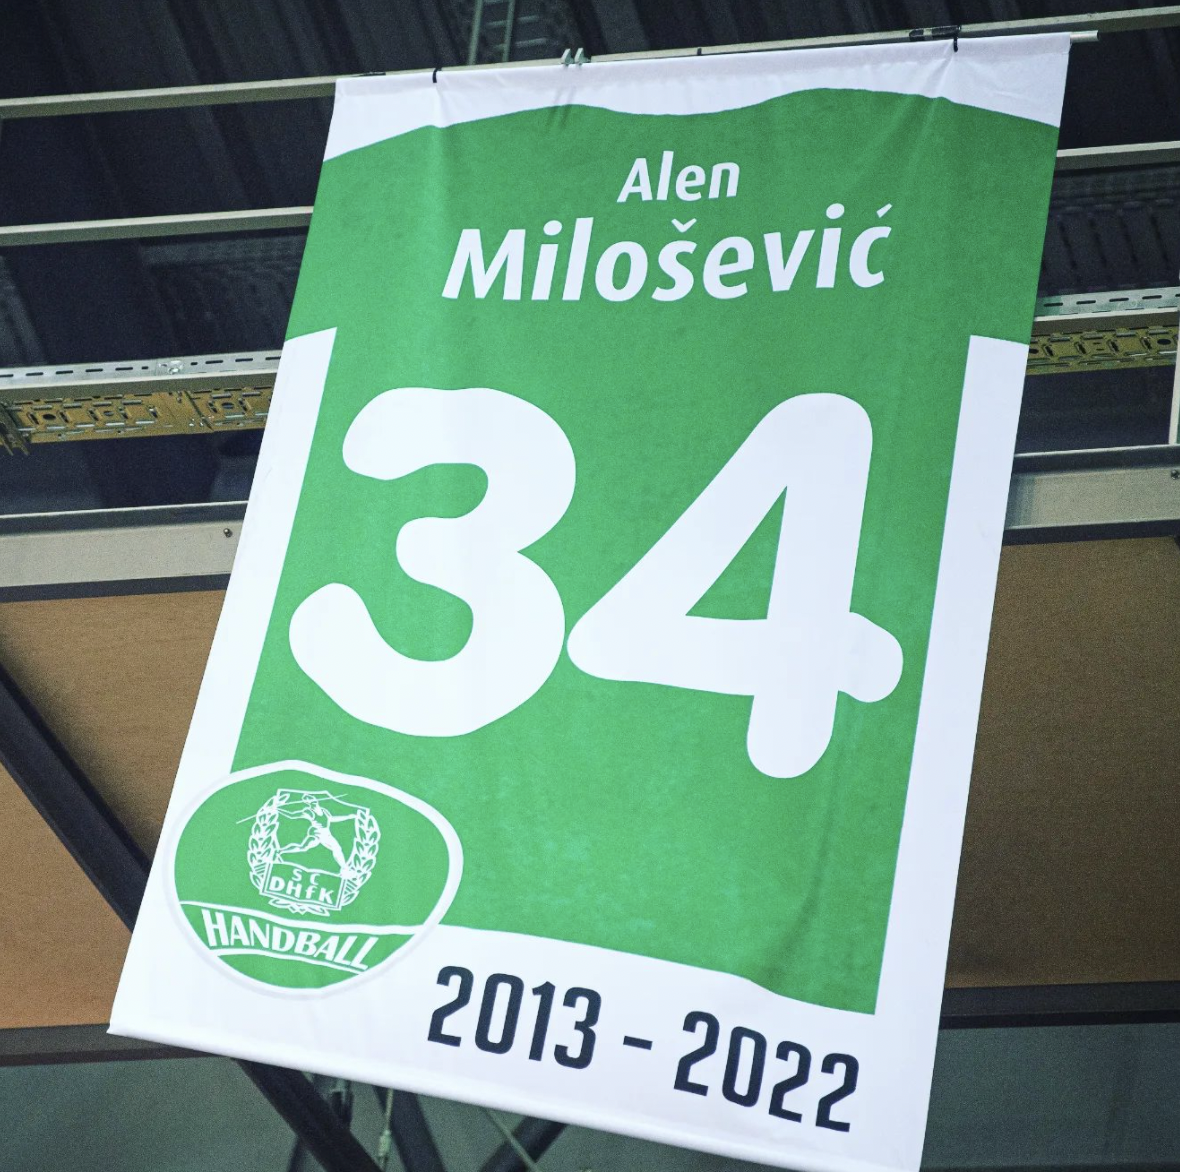 Alen
Milošević
34
SC
DHfK
HANDBALL
2013 - 2022